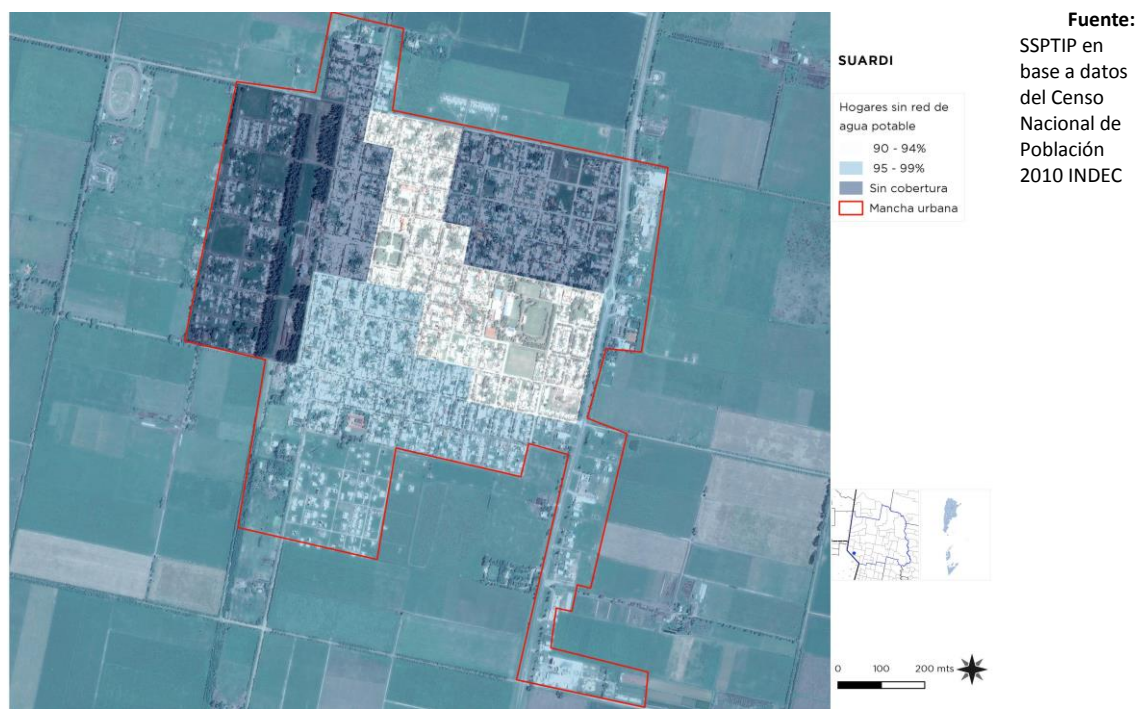 SUARDI
Hogares sin red de
agua potable
90 - 94%
95 - 99%
Sin cobertura
Mancha urbana
0 100 200 mts
Fuente:
SSPTIP en
base a datos
del Censo
Nacional de
Población
2010 INDEC